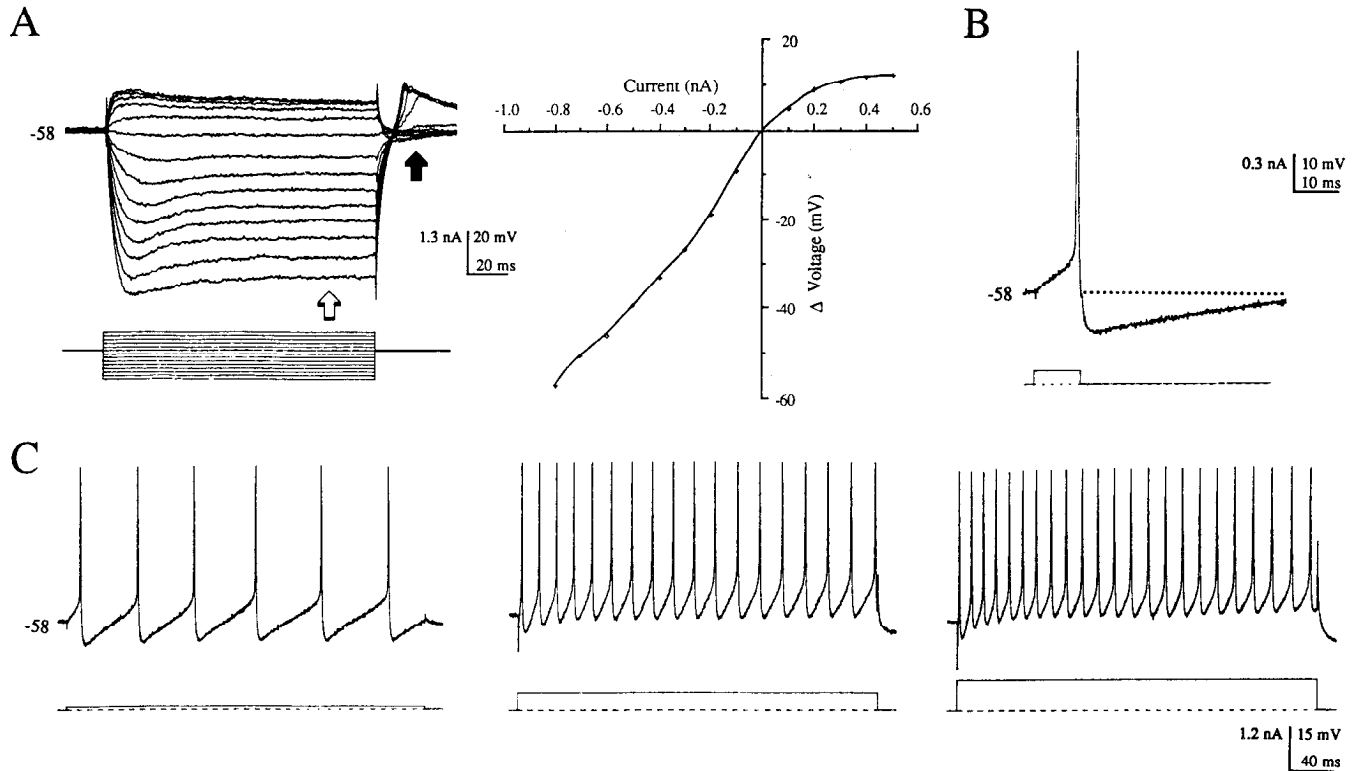 A
-58
1.3 nA 20 mV
20 ms
Current (nA)
-1.0 -0.8 -0.6 -0.4 -0.2 0.2 0.4 0.6
20
-20
-40
-60
Δ Voltage (mV)
B
-58
0.3 nA 10 mV
10 ms
C
-58
1.2 nA 15 mV
40 ms